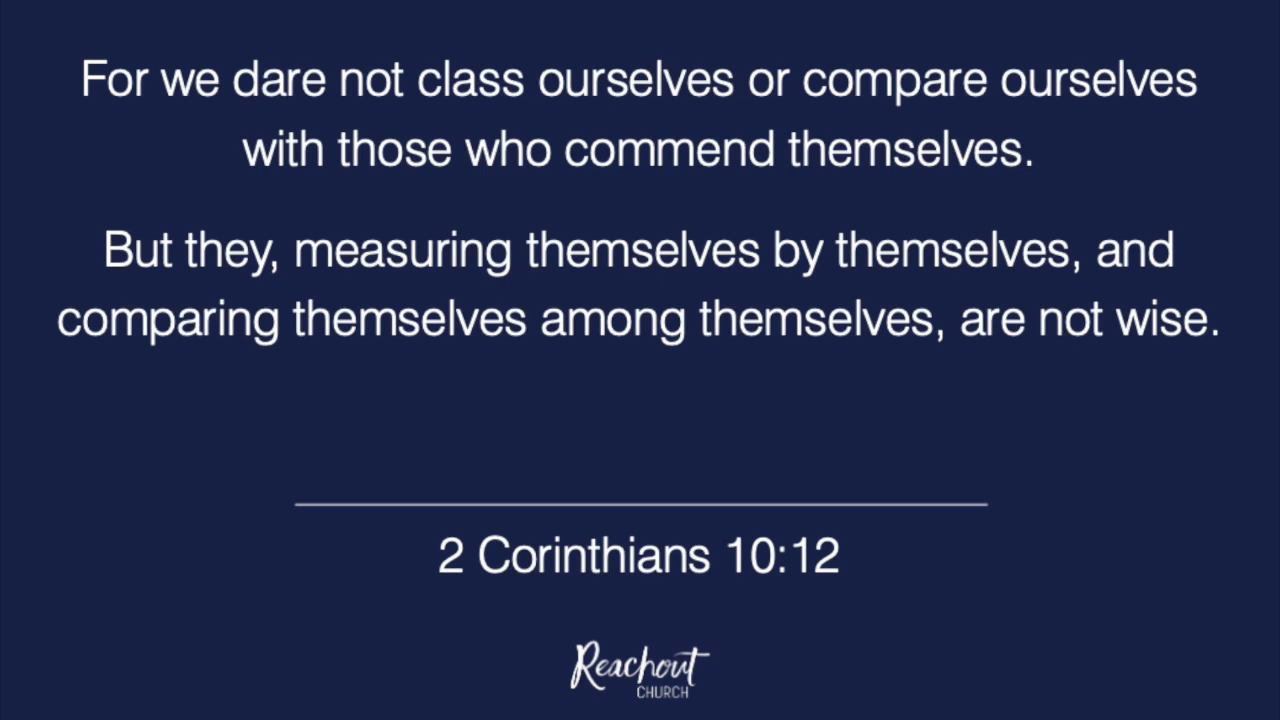 For we dare not class ourselves or compare ourselves
with those who commend themselves.
But they, measuring themselves by themselves, and
comparing themselves among themselves, are not wise.
2 Corinthians 10:12
Reachout
CHURCH